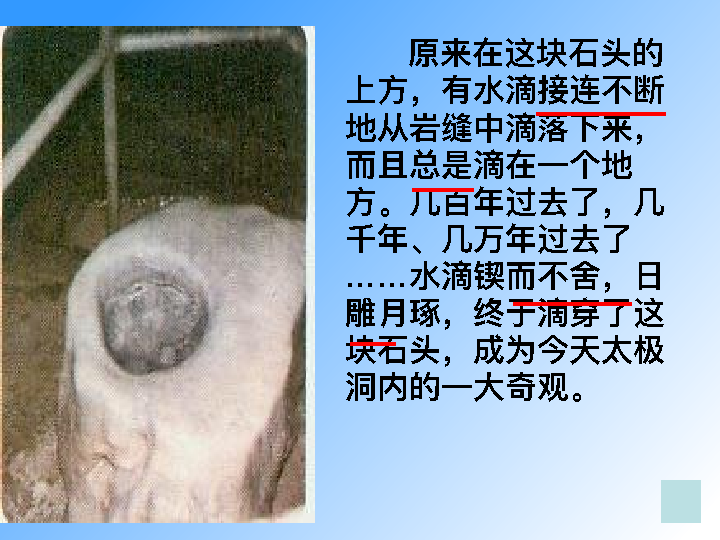 原来在这块石头的
上方，有水滴接连不断
地从岩缝中滴落下来，
而且总是滴在一个地
方。几百年过去了，几
千年、几万年过去了
……水滴锲而不舍，日
雕月琢，终于滴穿了这
块石头，成为今天太极
洞内的一大奇观。